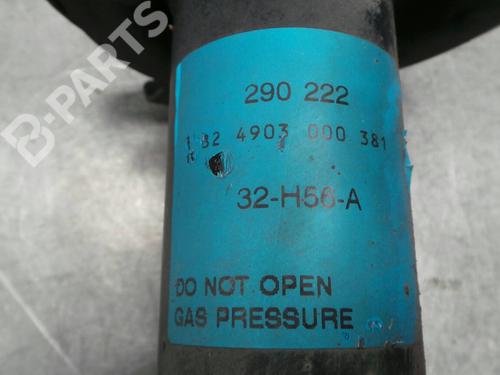 B-PARTS
290 222
1 82 4903 000 381
32-H56-A
DO NOT OPEN
GAS PRESSURE